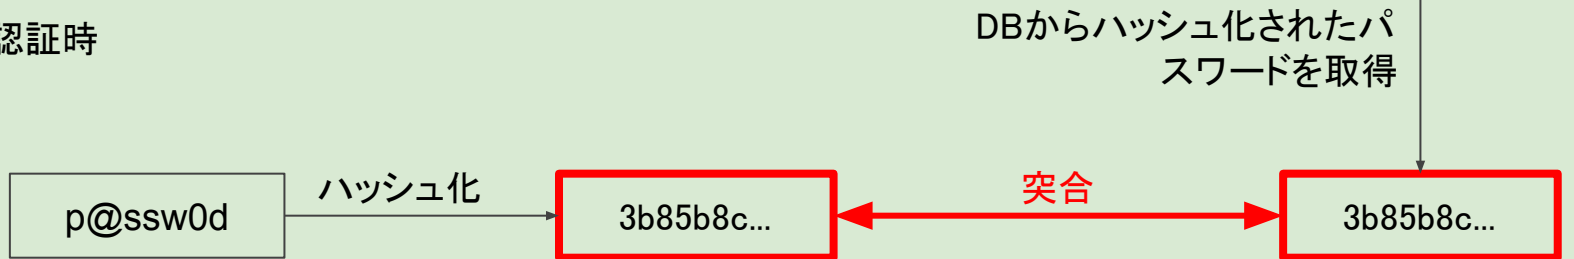 認証時
DBからハッシュ化されたパ
スワードを取得
p@ssw0d
ハッシュ化
3b85b8c...
突合
3b85b8c...